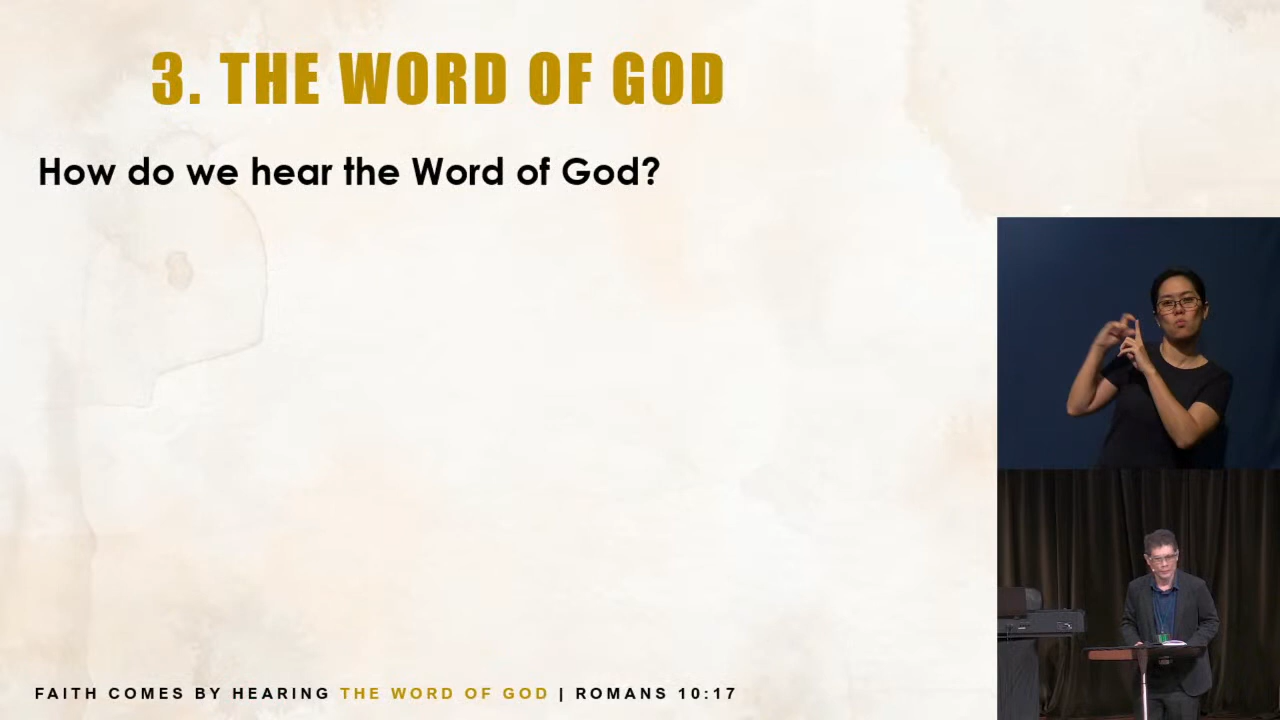 3. THE WORD OF GOD
How do we hear the Word of God?
FAITH COMES BY HEARING THE WORD OF GOD | ROMANS 10:17